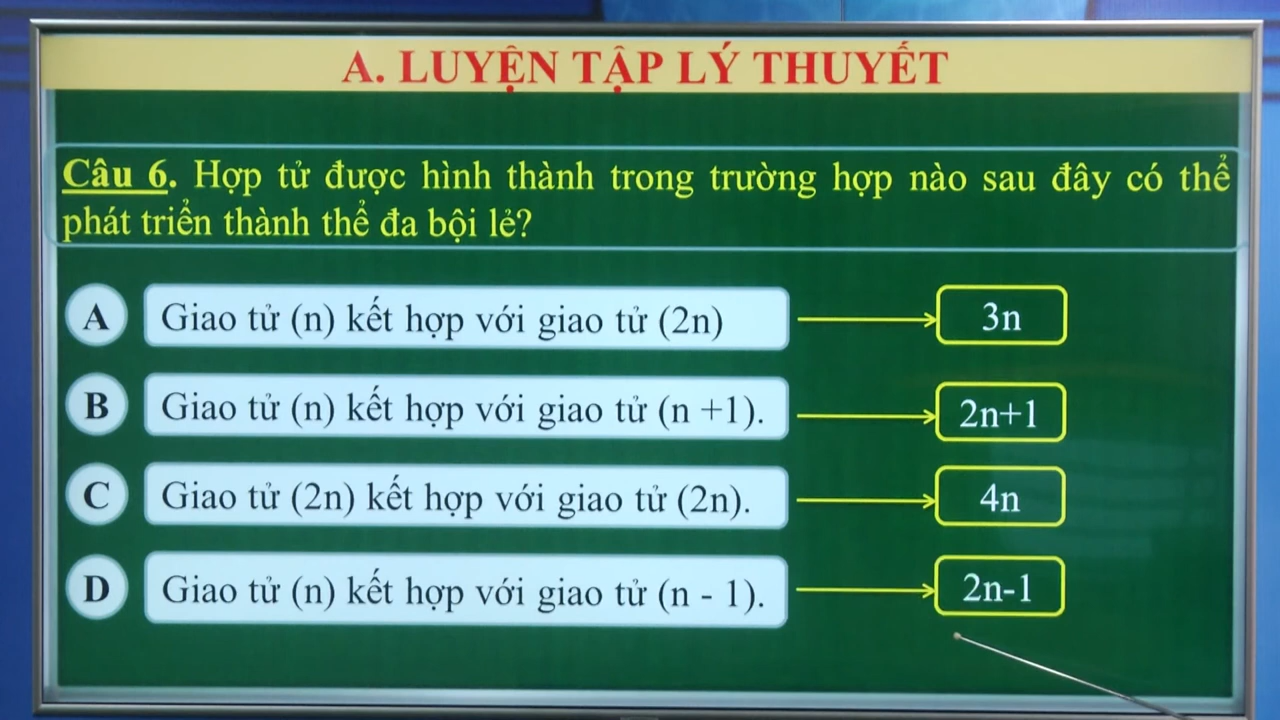 A. LUYỆN TẬP LÝ THUYẾT
Câu 6. Hợp tử được hình thành trong trường hợp nào sau đây có thể
phát triển thành thể đa bội lẻ?
A Giao tử (n) kết hợp với giao tử (2n) 3n
B Giao tử (n) kết hợp với giao tử (n +1). 2n+1
C Giao tử (2n) kết hợp với giao tử (2n). 4n
D Giao tử (n) kết hợp với giao tử (n - 1). 2n-1